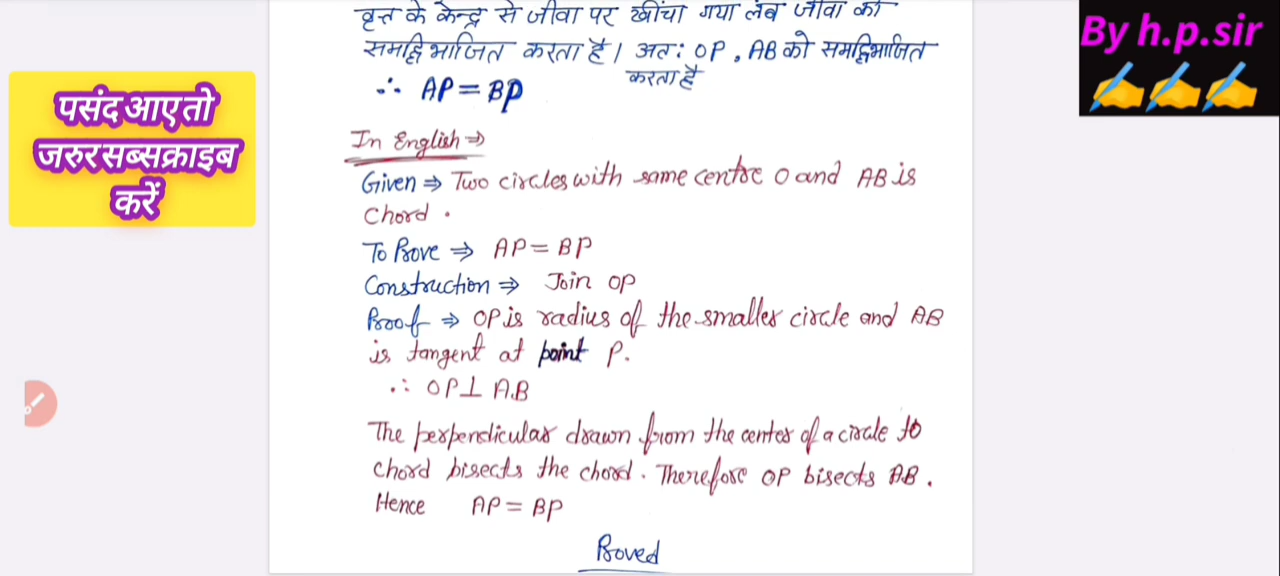 वृत्त के केन्द्र से जीवा पर खींचा गया लंब जीवा को
समद्विभाजित करता है। अतः OP, AB को समद्विभाजित
करता है
∴ AP = BP
In English ⇒
Given ⇒ Two circles with same centre O and AB is
chord .
To Prove ⇒ AP = BP
Construction ⇒ Join OP
Proof ⇒ OP is radius of the smaller circle and AB
is tangent at point P.
∴ OP ⊥ AB
The perpendicular drawn from the center of a circle to
chord bisects the chord. Therefore OP bisects AB.
Hence AP = BP
Proved
पसंद आए तो
जरुर सब्सक्राइब
करें
By h.p.sir
✍✍✍